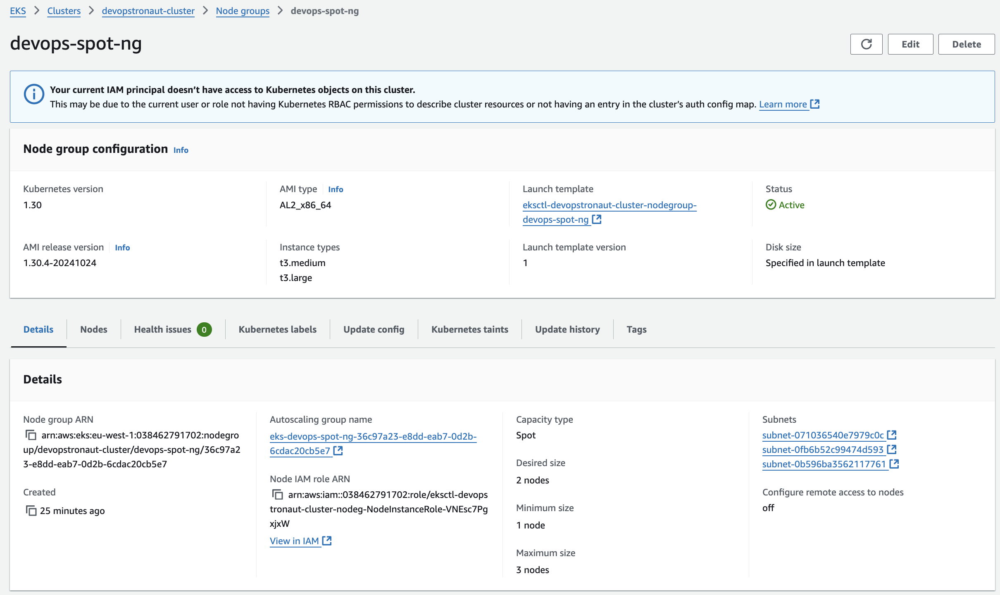 EKS > Clusters > devopstronaut-cluster > Node groups > devops-spot-ng
devops-spot-ng
Edit
Delete
Your current IAM principal doesn’t have access to Kubernetes objects on this cluster.
This may be due to the current user or role not having Kubernetes RBAC permissions to describe cluster resources or not having an entry in the cluster’s auth config map. Learn more
Node group configuration Info
Kubernetes version
1.30
AMI type Info
AL2_x86_64
Launch template
eksctl-devopstronaut-cluster-nodegroup-
devops-spot-ng
Status
Active
AMI release version Info
1.30.4-20241024
Instance types
t3.medium
t3.large
Launch template version
1
Disk size
Specified in launch template
Details
Nodes
Health issues 0
Kubernetes labels
Update config
Kubernetes taints
Update history
Tags
Details
Node group ARN
arn:aws:eks:eu-west-1:038462791702:nodegro
up/devopstronaut-cluster/devops-spot-ng/36c97a2
3-e8dd-eab7-0d2b-6cdac20cb5e7
Created
25 minutes ago
Autoscaling group name
eks-devops-spot-ng-36c97a23-e8dd-eab7-0d2b-
6cdac20cb5e7
Node IAM role ARN
arn:aws:iam::038462791702:role/eksctl-devops
tronaut-cluster-nodeg-NodeInstanceRole-VNEsc7Pg
xjxW
View in IAM
Capacity type
Spot
Desired size
2 nodes
Minimum size
1 node
Maximum size
3 nodes
Subnets
subnet-071036540e7979c0c
subnet-0fb6b52c99474d593
subnet-0b596ba3562117761
Configure remote access to nodes
off